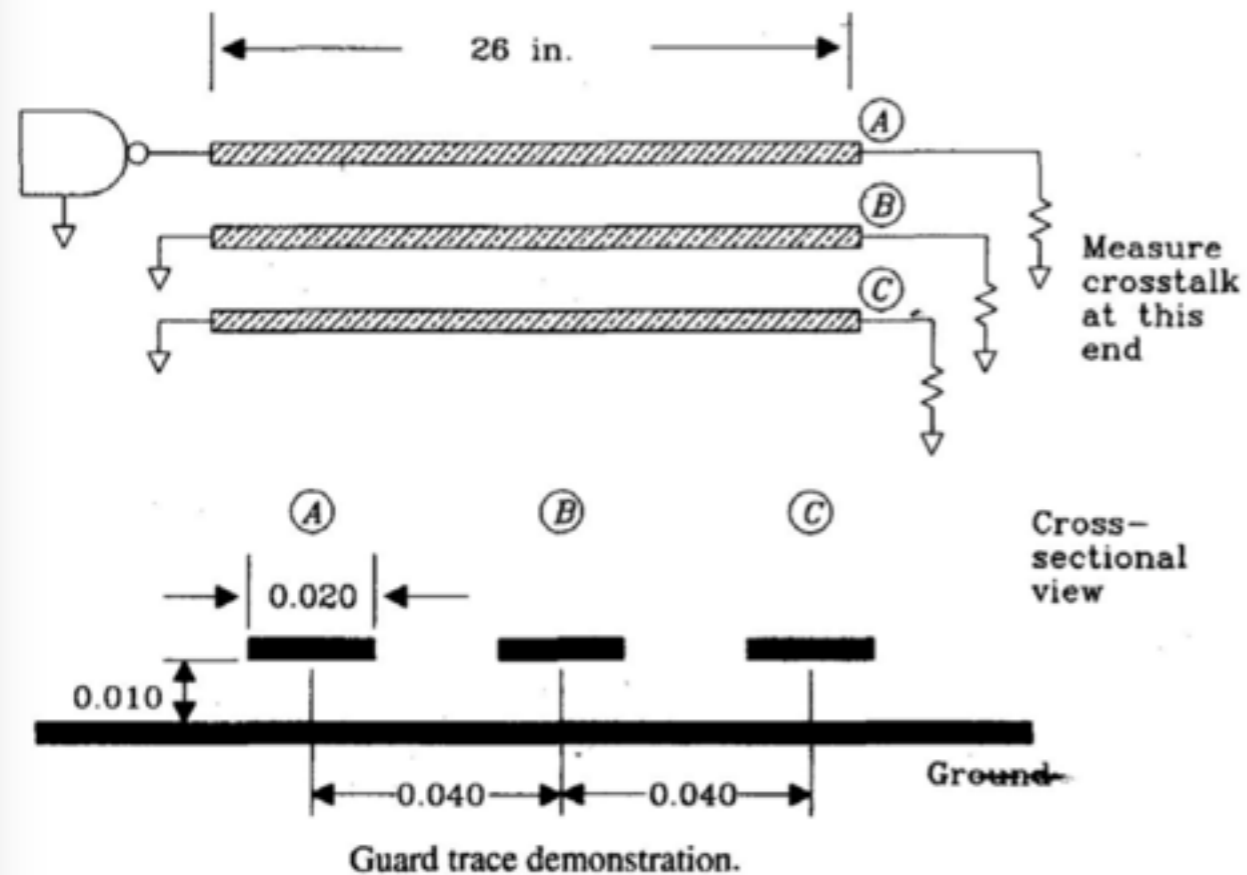 26 in.
A
B
C
Measure
crosstalk
at this
end
A
B
C
Cross-
sectional
view
0.020
0.010
Ground
0.040
0.040
Guard trace demonstration.